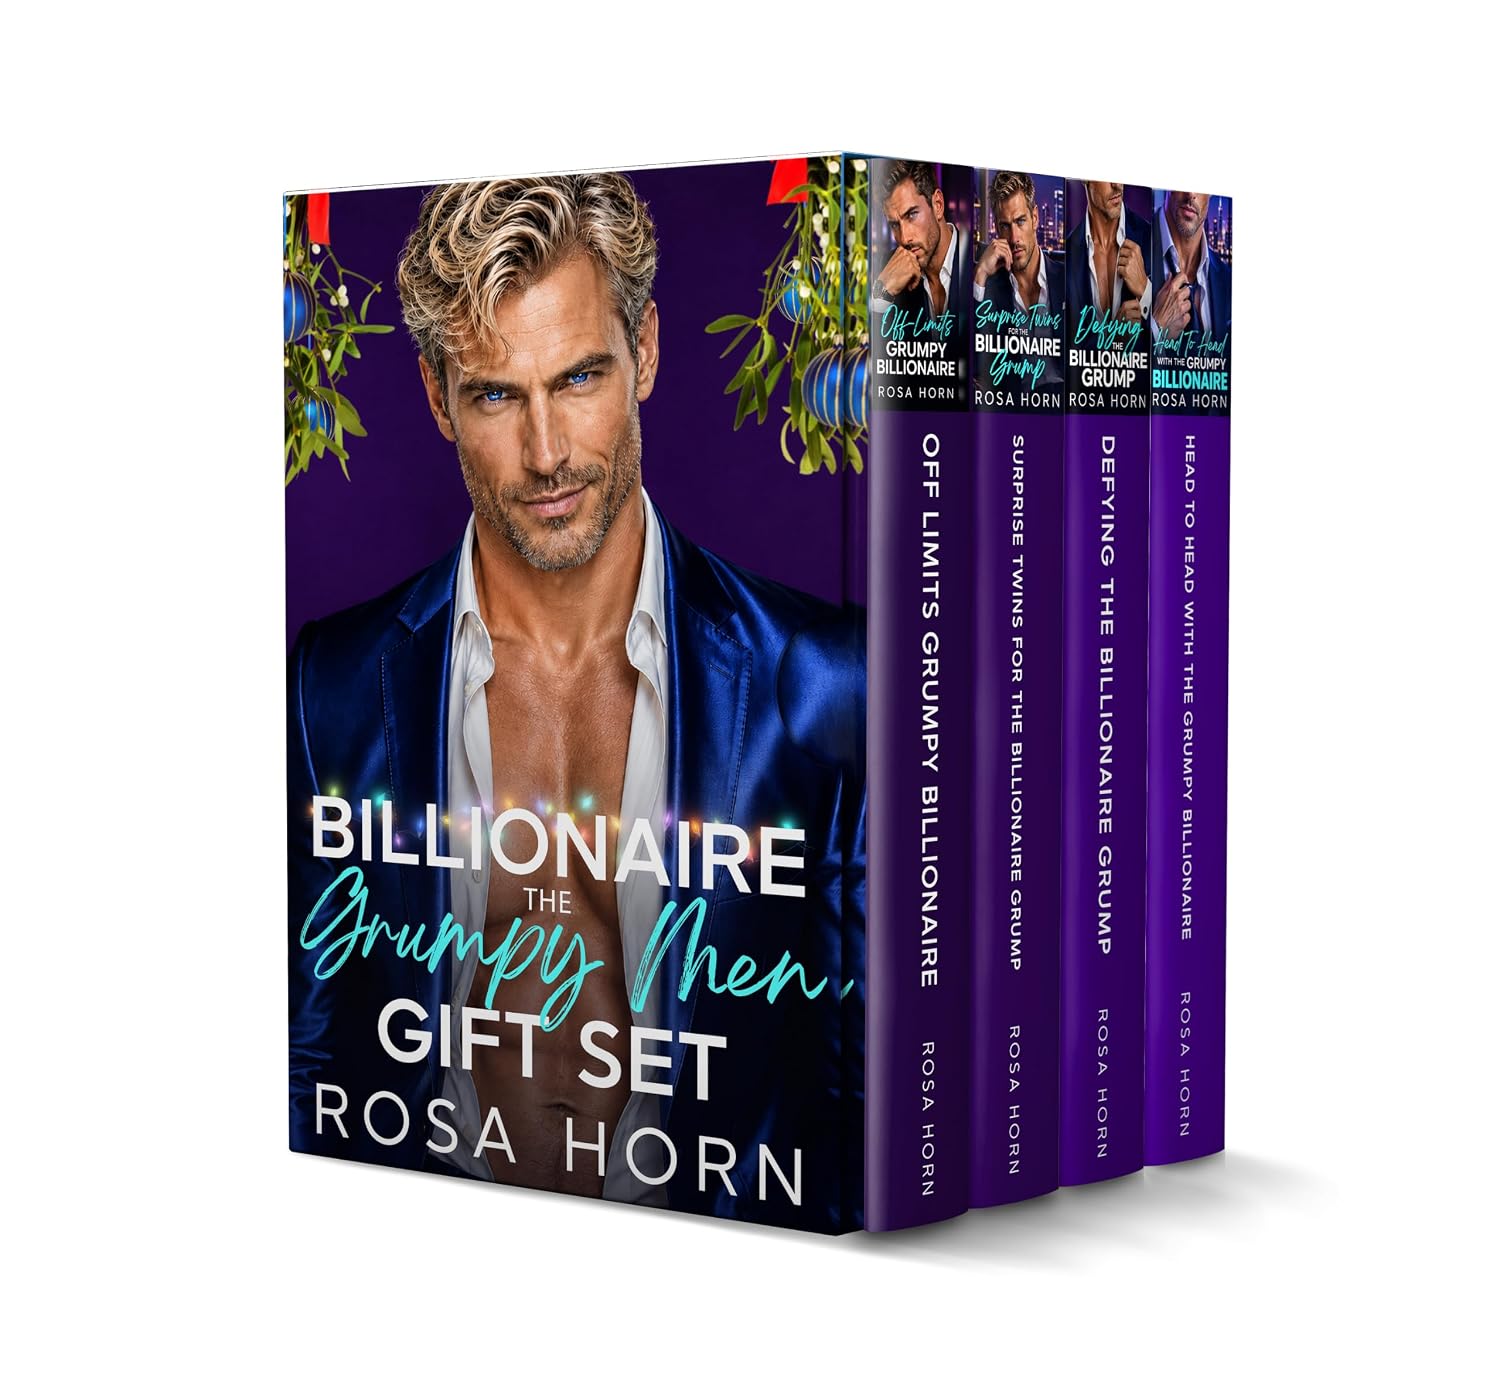 BILLIONAIRE
THE
Grumpy Men
GIFT SET
ROSA HORN
Off-Limits
GRUMPY
BILLIONAIRE
ROSA HORN
OFF LIMITS GRUMPY BILLIONAIRE
ROSA HORN
Surprise Twins
FOR THE
BILLIONAIRE
Grump
ROSA HORN
SURPRISE TWINS FOR THE BILLIONAIRE GRUMP
ROSA HORN
Defying
THE
BILLIONAIRE
GRUMP
ROSA HORN
DEFYING THE BILLIONAIRE GRUMP
ROSA HORN
Head To Head
WITH THE GRUMPY
BILLIONAIRE
ROSA HORN
HEAD TO HEAD WITH THE GRUMPY BILLIONAIRE
ROSA HORN